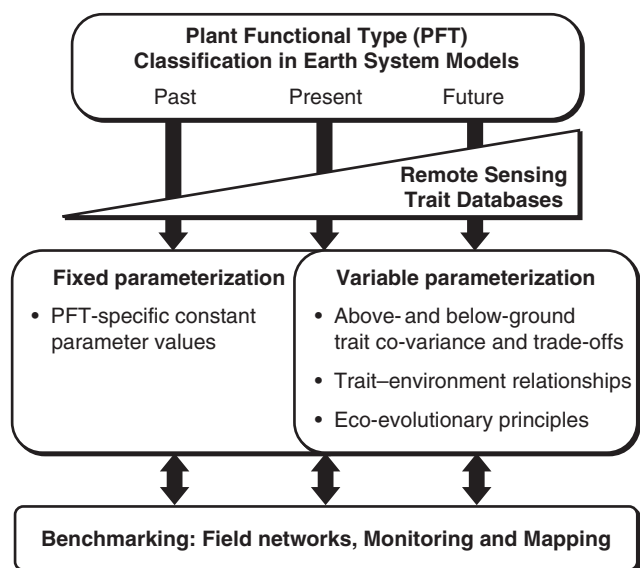 Plant Functional Type (PFT)
Classification in Earth System Models
Past Present Future
Remote Sensing
Trait Databases
Fixed parameterization
• PFT-specific constant
parameter values
Variable parameterization
• Above- and below-ground
trait co-variance and trade-offs
• Trait–environment relationships
• Eco-evolutionary principles
Benchmarking: Field networks, Monitoring and Mapping